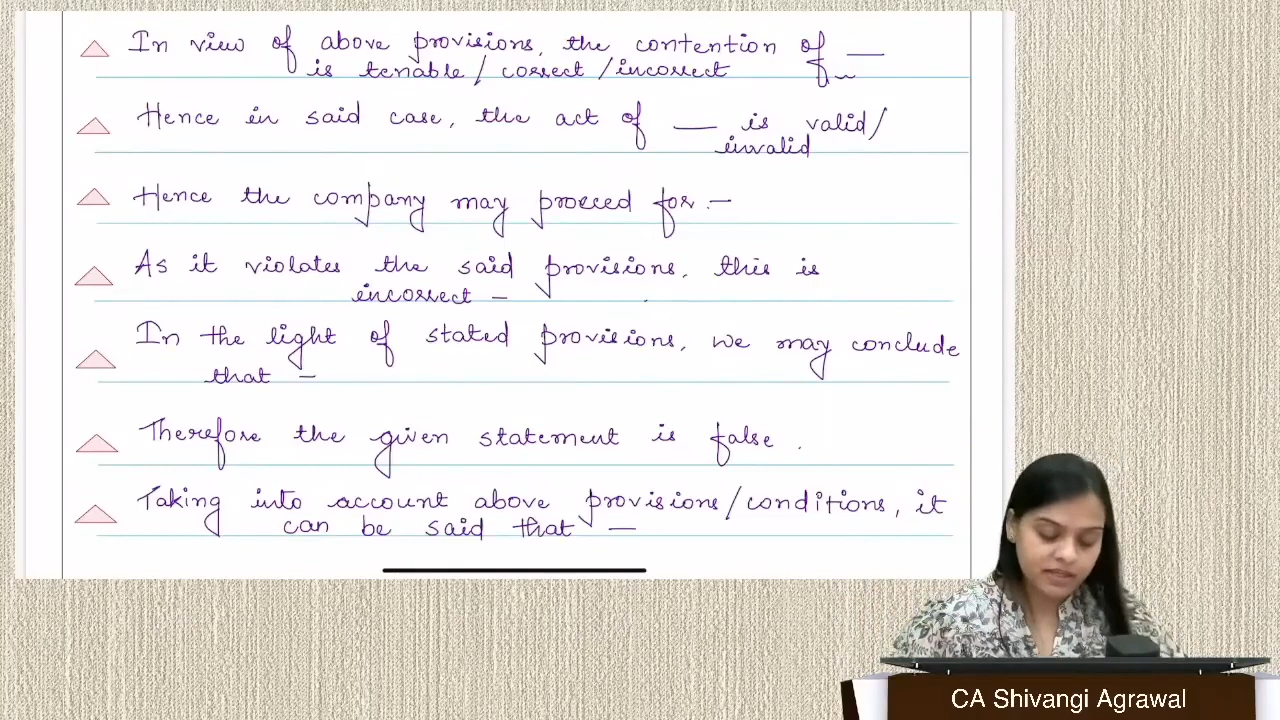 In view of above provisions, the contention of —
is tenable/ correct /incorrect
Hence in said case, the act of — is valid/
invalid
Hence the company may proceed for :—
As it violates the said provisions, this is
incorrect —
In the light of stated provisions, we may conclude
that —
Therefore the given statement is false.
Taking into account above provisions/conditions, it
can be said that —
CA Shivangi Agrawal